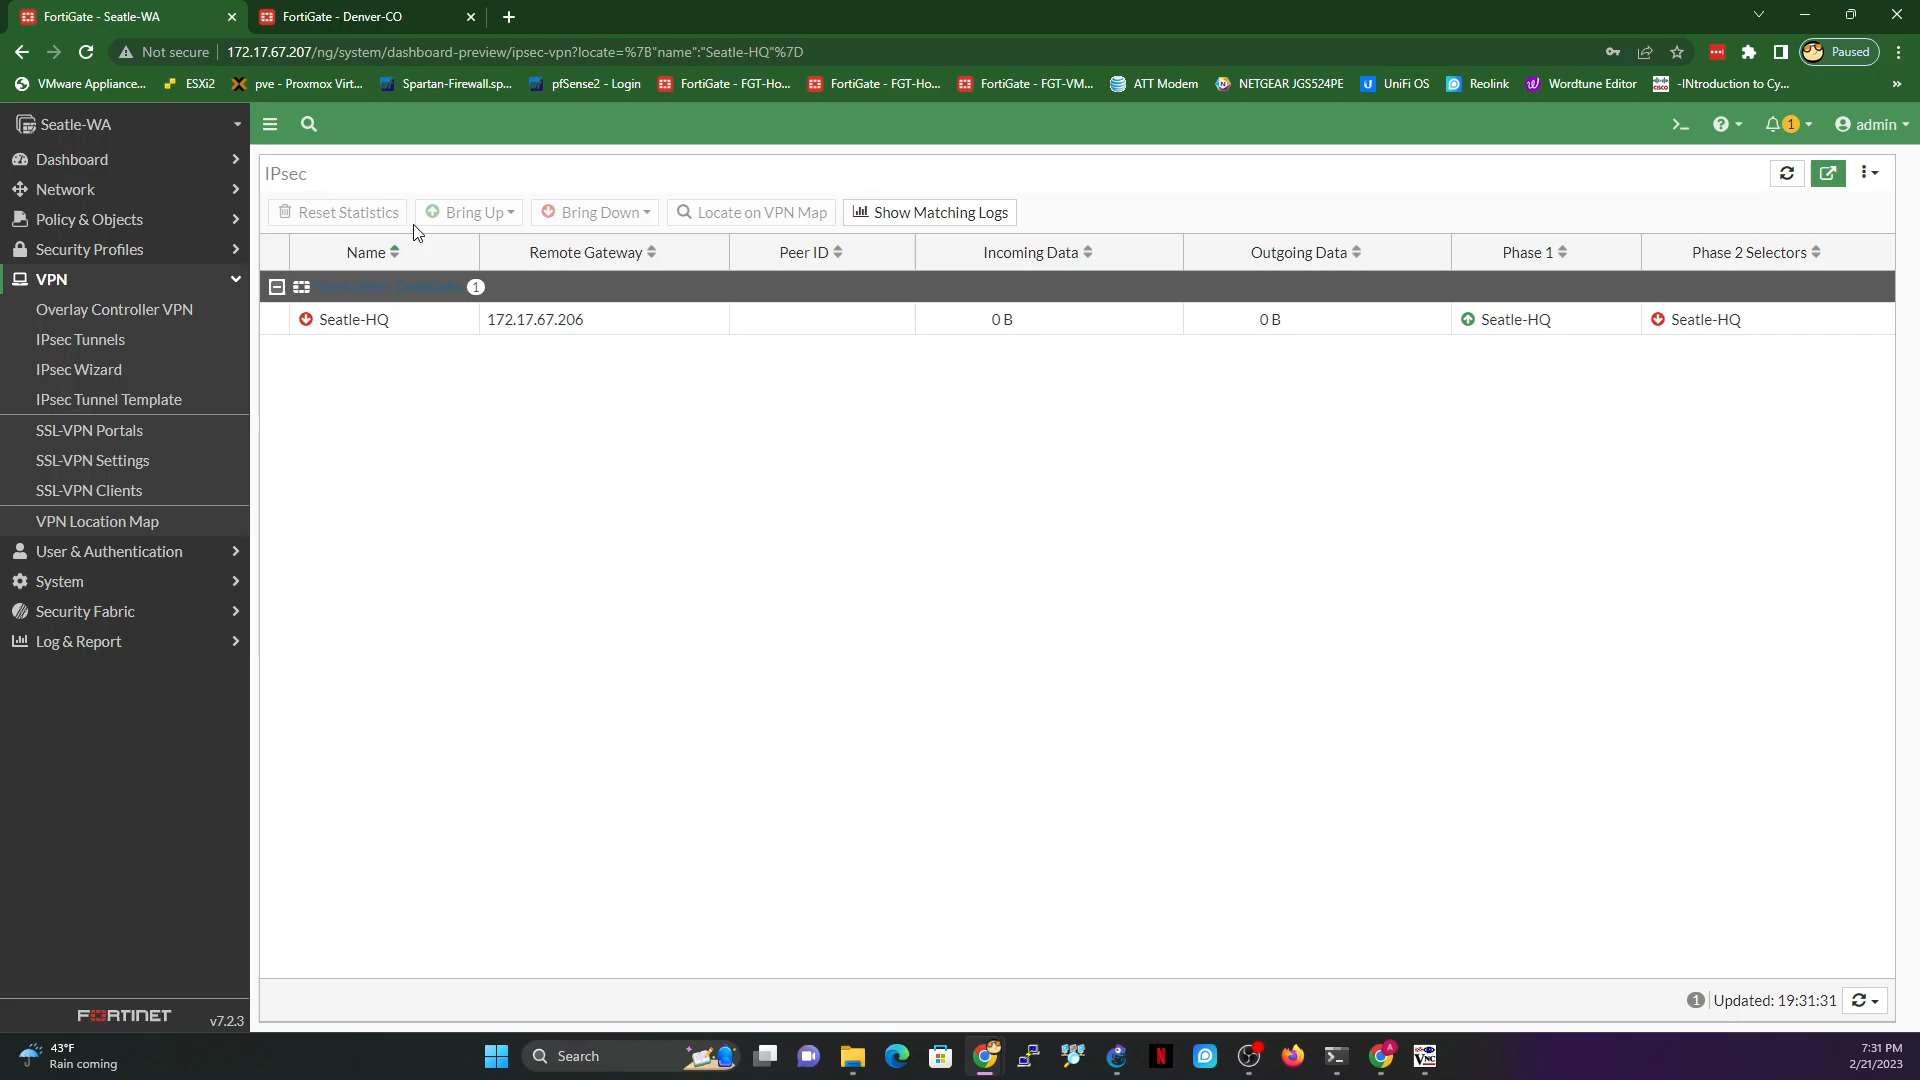 FortiGate - Seatle-WA
FortiGate - Denver-CO
Not secure
172.17.67.207/ng/system/dashboard-preview/ipsec-vpn?locate=%7B"name":"Seatle-HQ"%7D
Paused
VMware Appliance...
ESXi2
pve - Proxmox Virt...
Spartan-Firewall.sp...
pfSense2 - Login
FortiGate - FGT-Ho...
FortiGate - FGT-Ho...
FortiGate - FGT-VM...
ATT Modem
NETGEAR JGS524PE
UniFi OS
Reolink
Wordtune Editor
-INtroduction to Cy...
»
Seatle-WA
>_
1
admin
Dashboard
Network
Policy & Objects
Security Profiles
VPN
Overlay Controller VPN
IPsec Tunnels
IPsec Wizard
IPsec Tunnel Template
SSL-VPN Portals
SSL-VPN Settings
SSL-VPN Clients
VPN Location Map
User & Authentication
System
Security Fabric
Log & Report
FORTINET
v7.2.3
IPsec
Reset Statistics
Bring Up
Bring Down
Locate on VPN Map
Show Matching Logs
Name
Remote Gateway
Peer ID
Incoming Data
Outgoing Data
Phase 1
Phase 2 Selectors
1
Seatle-HQ
172.17.67.206
0 B
0 B
Seatle-HQ
Seatle-HQ
1
Updated: 19:31:31
43°F
Rain coming
Search
7:31 PM
2/21/2023